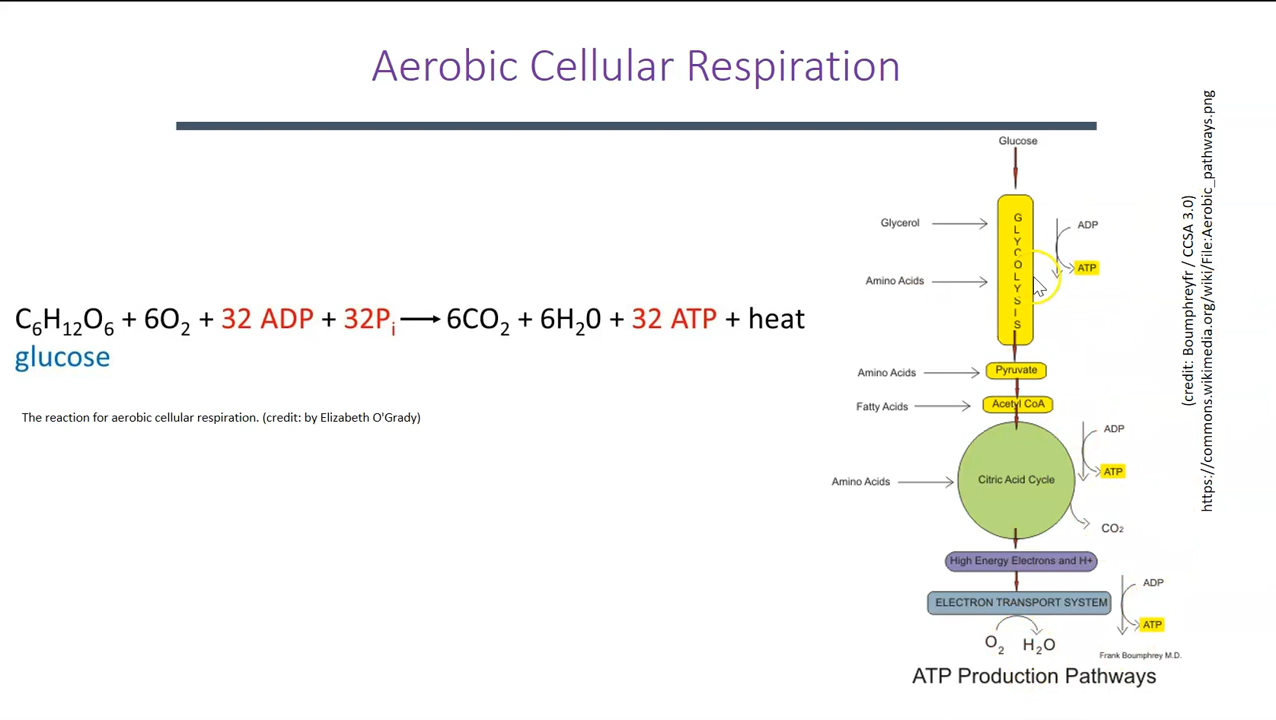 Aerobic Cellular Respiration
C₆H₁₂O₆ + 6O₂ + 32 ADP + 32Pᵢ ⟶ 6CO₂ + 6H₂0 + 32 ATP + heat
glucose
The reaction for aerobic cellular respiration. (credit: by Elizabeth O'Grady)
Glucose
GLYCOLYSIS
Glycerol
ADP
ATP
Amino Acids
Amino Acids
Pyruvate
Fatty Acids
Acetyl CoA
ADP
ATP
Amino Acids
Citric Acid Cycle
CO₂
High Energy Electrons and H+
ELECTRON TRANSPORT SYSTEM
ADP
ATP
O₂
H₂O
Frank Boumphrey M.D.
ATP Production Pathways
(credit: Boumphreyfr / CCSA 3.0)
https://commons.wikimedia.org/wiki/File:Aerobic_pathways.png